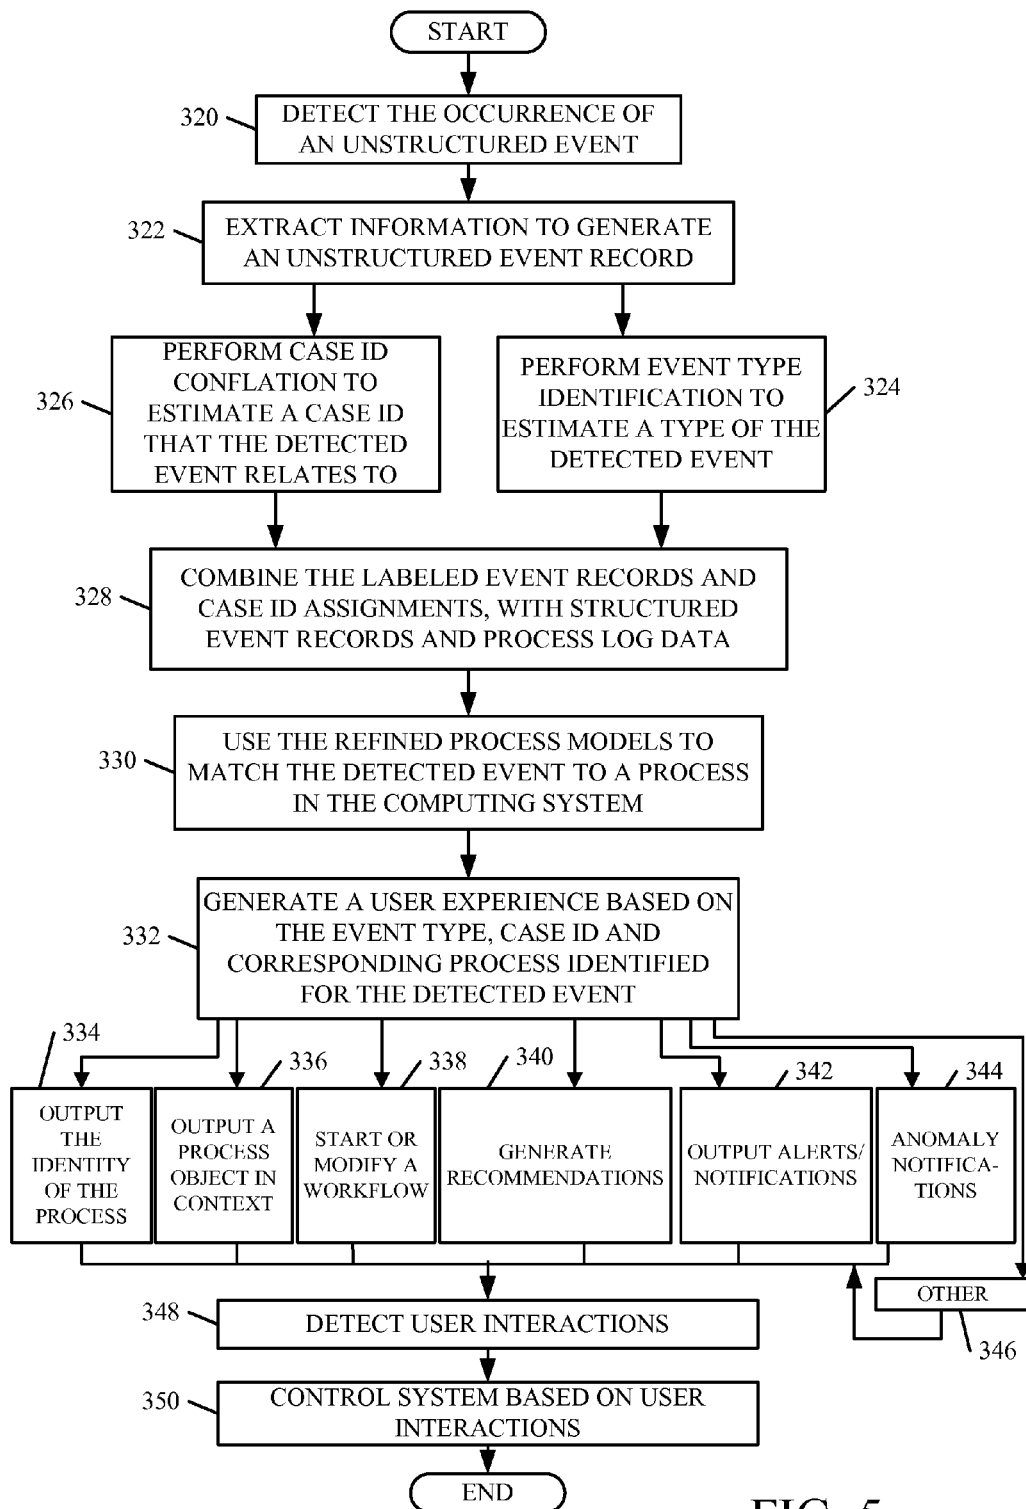 START
320
DETECT THE OCCURRENCE OF
AN UNSTRUCTURED EVENT
322
EXTRACT INFORMATION TO GENERATE
AN UNSTRUCTURED EVENT RECORD
326
PERFORM CASE ID
CONFLATION TO
ESTIMATE A CASE ID
THAT THE DETECTED
EVENT RELATES TO
PERFORM EVENT TYPE
IDENTIFICATION TO
ESTIMATE A TYPE OF THE
DETECTED EVENT
324
328
COMBINE THE LABELED EVENT RECORDS AND
CASE ID ASSIGNMENTS, WITH STRUCTURED
EVENT RECORDS AND PROCESS LOG DATA
330
USE THE REFINED PROCESS MODELS TO
MATCH THE DETECTED EVENT TO A PROCESS
IN THE COMPUTING SYSTEM
332
GENERATE A USER EXPERIENCE BASED ON
THE EVENT TYPE, CASE ID AND
CORRESPONDING PROCESS IDENTIFIED
FOR THE DETECTED EVENT
334
OUTPUT
THE
IDENTITY
OF THE
PROCESS
336
OUTPUT A
PROCESS
OBJECT IN
CONTEXT
338
START OR
MODIFY A
WORKFLOW
340
GENERATE
RECOMMENDATIONS
342
OUTPUT ALERTS/
NOTIFICATIONS
344
ANOMALY
NOTIFICA-
TIONS
OTHER
346
348
DETECT USER INTERACTIONS
350
CONTROL SYSTEM BASED ON USER
INTERACTIONS
END
FIG. 5